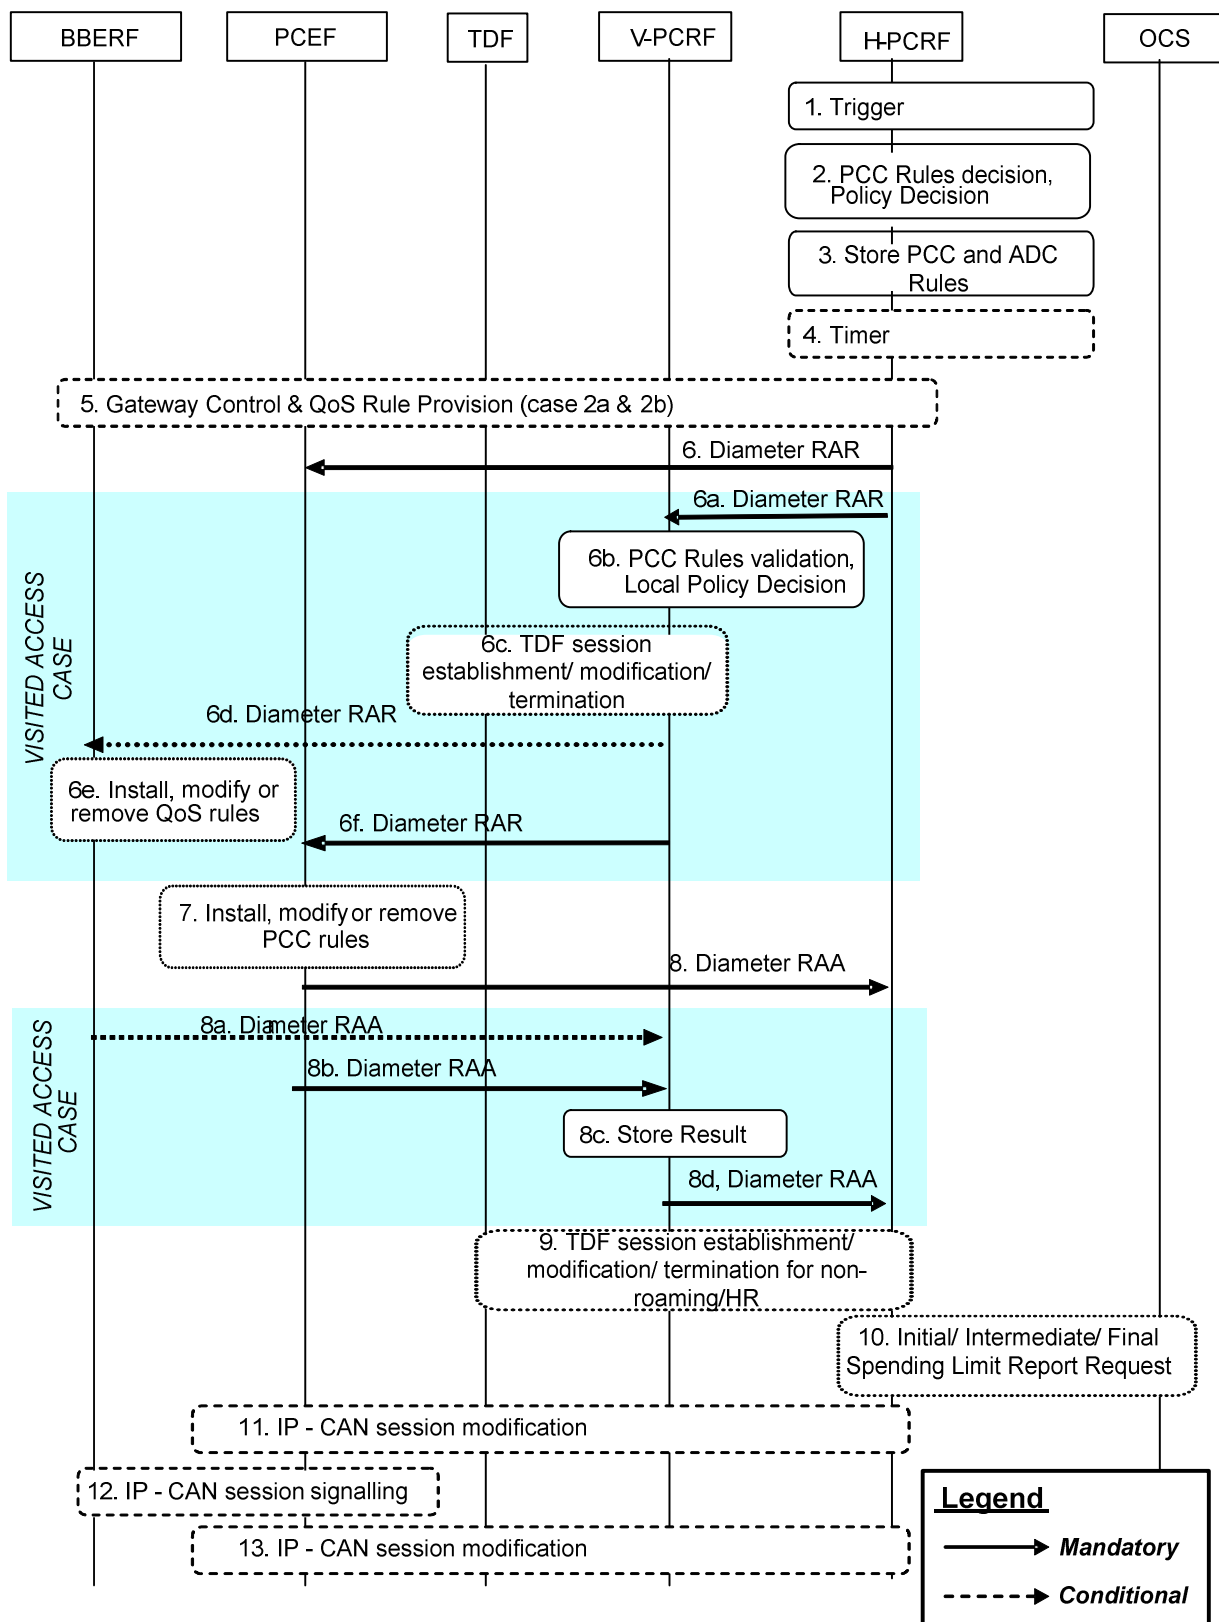 BBERF PCEF TDF V-PCRF H-PCRF OCS
1. Trigger
2. PCC Rules decision,
Policy Decision
3. Store PCC and ADC
Rules
4. Timer
5. Gateway Control & QoS Rule Provision (case 2a & 2b)
6. Diameter RAR
6a. Diameter RAR
6b. PCC Rules validation,
Local Policy Decision
VISITED ACCESS
CASE
6c. TDF session
establishment/ modification/
termination
6d. Diameter RAR
6e. Install, modify or
remove QoS rules
6f. Diameter RAR
7. Install, modify or remove
PCC rules
8. Diameter RAA
VISITED ACCESS
CASE
8a. Diameter RAA
8b. Diameter RAA
8c. Store Result
8d, Diameter RAA
9. TDF session establishment/
modification/ termination for non-
roaming/HR
10. Initial/ Intermediate/ Final
Spending Limit Report Request
11. IP - CAN session modification
12. IP - CAN session signalling
13. IP - CAN session modification
Legend
Mandatory
Conditional